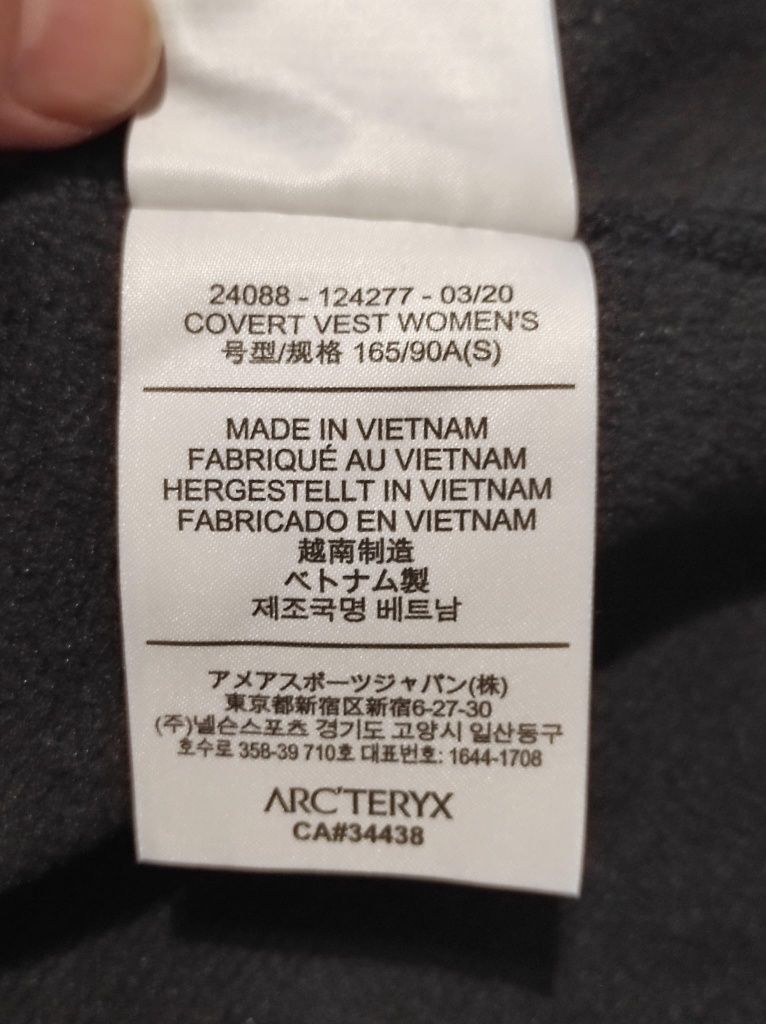 24088 - 124277 - 03/20
COVERT VEST WOMEN'S
号型/规格 165/90A(S)
MADE IN VIETNAM
FABRIQUÉ AU VIETNAM
HERGESTELLT IN VIETNAM
FABRICADO EN VIETNAM
越南制造
ベトナム製
제조국명 베트남
アメアスポーツジャパン(株)
東京都新宿区新宿6-27-30
(주)넬슨스포츠 경기도 고양시 일산동구
호수로 358-39 710호 대표번호: 1644-1708
ARC'TERYX
CA#34438